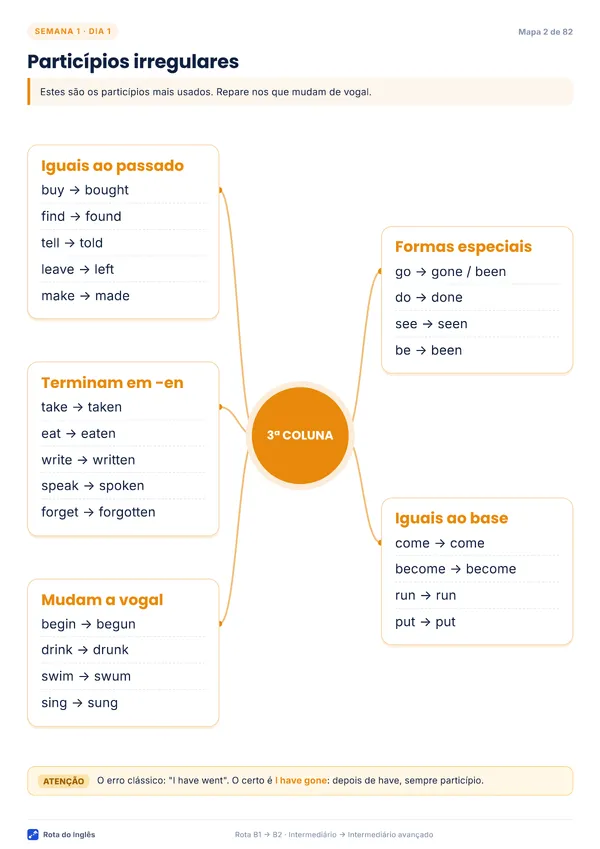 SEMANA 1 · DIA 1
Mapa 2 de 82
Particípios irregulares
Estes são os particípios mais usados. Repare nos que mudam de vogal.
Iguais ao passado
buy → bought
find → found
tell → told
leave → left
make → made
Formas especiais
go → gone / been
do → done
see → seen
be → been
Terminam em -en
take → taken
eat → eaten
write → written
speak → spoken
forget → forgotten
3ª COLUNA
Iguais ao base
come → come
become → become
run → run
put → put
Mudam a vogal
begin → begun
drink → drunk
swim → swum
sing → sung
ATENÇÃO O erro clássico: "I have went". O certo é I have gone: depois de have, sempre particípio.
Rota do Inglês
Rota B1 → B2 · Intermediário → Intermediário avançado